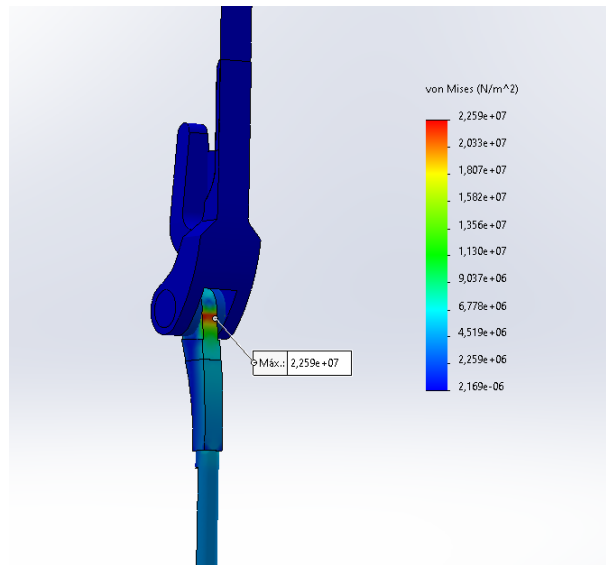 von Mises (N/m^2)
2,259e+07
2,033e+07
1,807e+07
1,582e+07
1,356e+07
1,130e+07
9,037e+06
6,778e+06
4,519e+06
2,259e+06
2,169e-06
Máx.: 2,259e+07